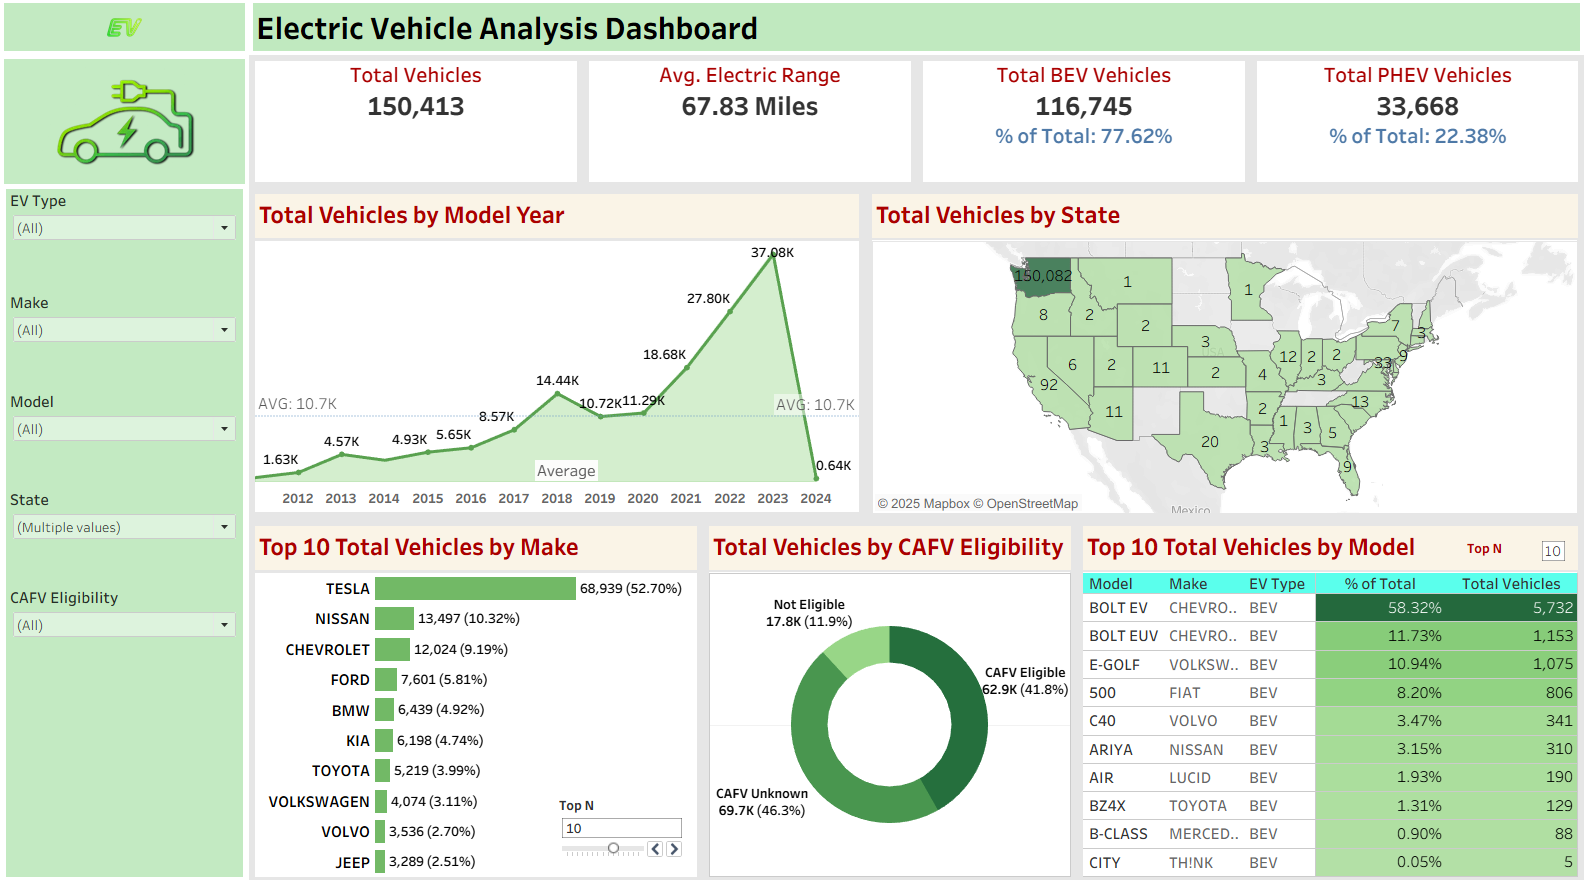 EV
Electric Vehicle Analysis Dashboard
Total Vehicles
150,413
Avg. Electric Range
67.83 Miles
Total BEV Vehicles
116,745
% of Total: 77.62%
Total PHEV Vehicles
33,668
% of Total: 22.38%
EV Type
(All)
Make
(All)
Model
(All)
State
(Multiple values)
CAFV Eligibility
(All)
Total Vehicles by Model Year
37.08K
27.80K
18.68K
14.44K
10.72K
11.29K
8.57K
AVG: 10.7K
AVG: 10.7K
4.57K
4.93K
5.65K
1.63K
0.64K
Average
2012 2013 2014 2015 2016 2017 2018 2019 2020 2021 2022 2023 2024
Total Vehicles by State
150,082
1
1
8
2
2
7
3
3
6
2
11
2
12
2
2
33
9
92
4
3
11
2
13
20
3
1
3
5
9
USA
Mexico
© 2025 Mapbox © OpenStreetMap
Top 10 Total Vehicles by Make
TESLA 68,939 (52.70%)
NISSAN 13,497 (10.32%)
CHEVROLET 12,024 (9.19%)
FORD 7,601 (5.81%)
BMW 6,439 (4.92%)
KIA 6,198 (4.74%)
TOYOTA 5,219 (3.99%)
VOLKSWAGEN 4,074 (3.11%)
VOLVO 3,536 (2.70%)
JEEP 3,289 (2.51%)
Top N
10
Total Vehicles by CAFV Eligibility
Not Eligible
17.8K (11.9%)
CAFV Eligible
62.9K (41.8%)
CAFV Unknown
69.7K (46.3%)
Top 10 Total Vehicles by Model
Top N
10
Model Make EV Type % of Total Total Vehicles
BOLT EV CHEVRO.. BEV 58.32% 5,732
BOLT EUV CHEVRO.. BEV 11.73% 1,153
E-GOLF VOLKSW.. BEV 10.94% 1,075
500 FIAT BEV 8.20% 806
C40 VOLVO BEV 3.47% 341
ARIYA NISSAN BEV 3.15% 310
AIR LUCID BEV 1.93% 190
BZ4X TOYOTA BEV 1.31% 129
B-CLASS MERCED.. BEV 0.90% 88
CITY TH!NK BEV 0.05% 5